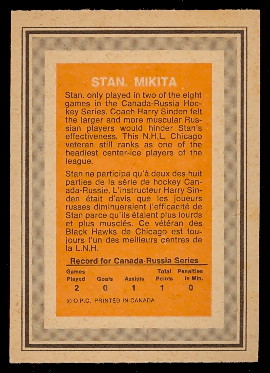 STAN. MIKITA
Stan. only played in two of the eight
games in the Canada-Russia Hoc-
key Series. Coach Harry Sinden felt
the larger and more muscular Rus-
sian players would hinder Stan's
effectiveness. This N.H.L. Chicago
veteran still ranks as one of the
headiest center-ice players of the
league.
Stan ne participa qu'à deux des huit
parties de la série de hockey Can-
ada-Russie. L'instructeur Harry Sin-
den était d'avis que les joueurs
russes diminueraient l'efficacité de
Stan parce qu'ils étaient plus lourds
et plus musclés. Ce vétéran des
Black Hawks de Chicago est tou-
jours l'un des meilleurs centres de
la L.N.H.
Record for Canada-Russia Series
Games Total Penalties
Played Goals Assists Points in Min.
2 0 1 1 0
© O.P.C. PRINTED IN CANADA